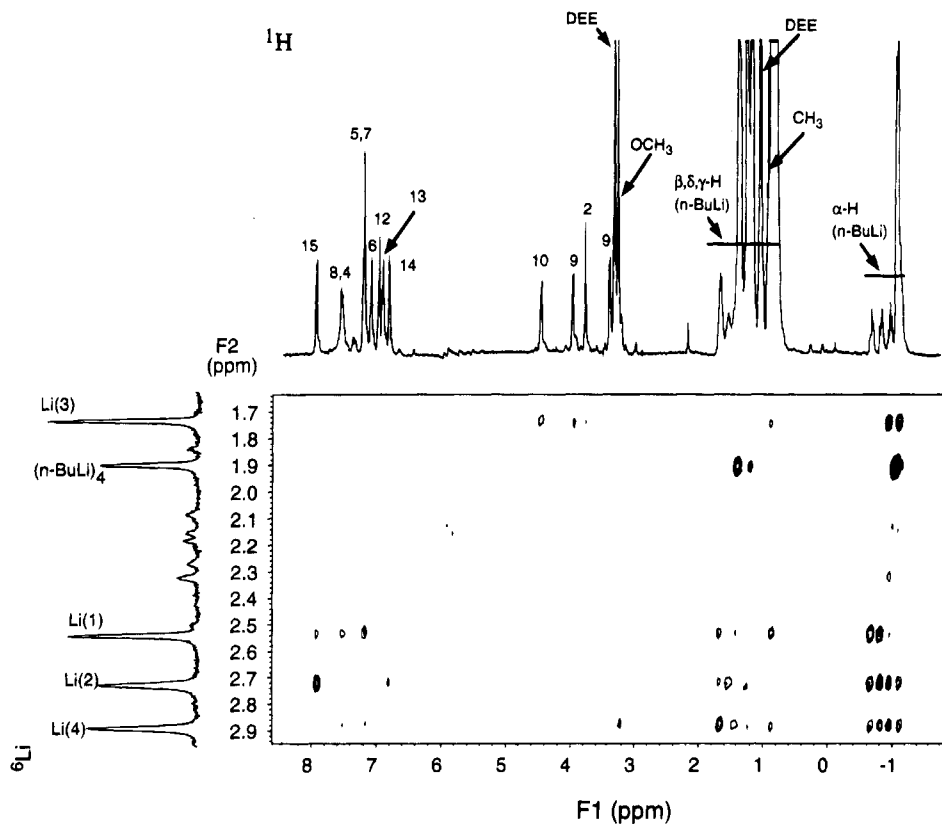 ¹H
DEE
DEE
OCH₃
CH₃
β,δ,γ-H
(n-BuLi)
α-H
(n-BuLi)
5,7
12
13
15
8,4
6
14
10
9
2
9
F2
(ppm)
Li(3)
(n-BuLi)₄
Li(1)
Li(2)
Li(4)
⁶Li
1.7
1.8
1.9
2.0
2.1
2.2
2.3
2.4
2.5
2.6
2.7
2.8
2.9
8 7 6 5 4 3 2 1 0 -1
F1 (ppm)